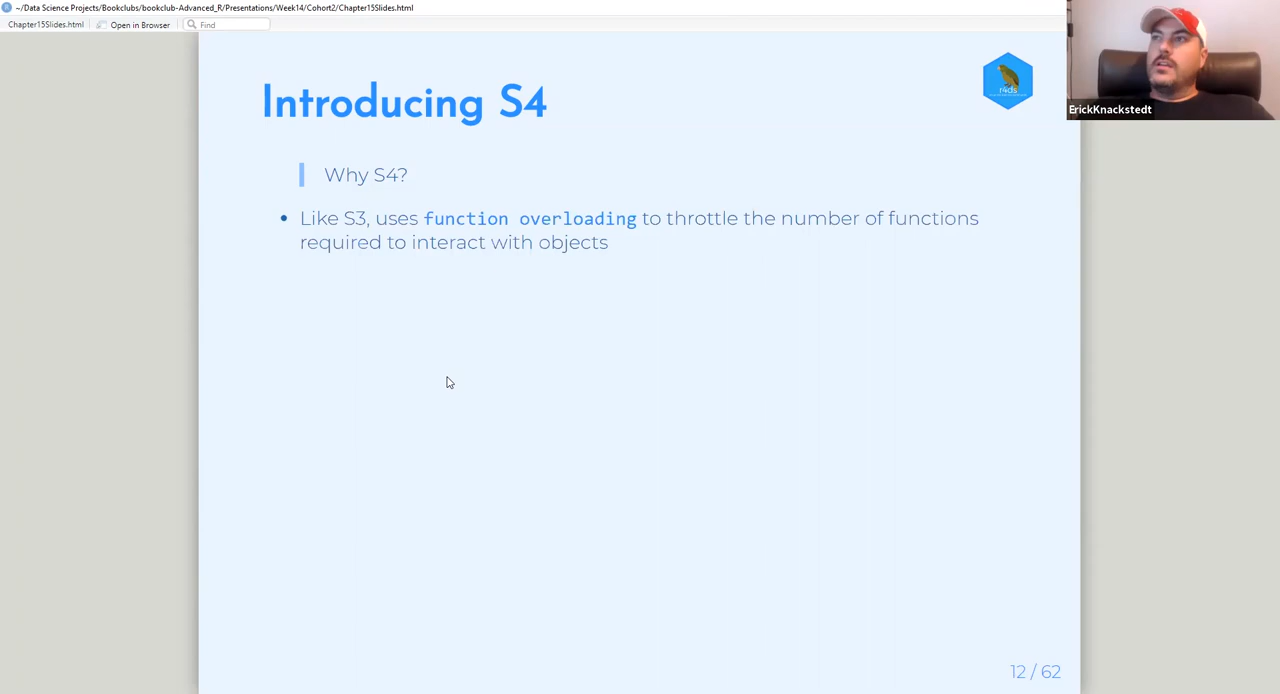 ~/Data Science Projects/Bookclubs/bookclub-Advanced_R/Presentations/Week14/Cohort2/Chapter15Slides.html
Chapter15Slides.html
Open in Browser
Find
Introducing S4
r4ds
ErickKnackstedt
Why S4?
• Like S3, uses function overloading to throttle the number of functions
required to interact with objects
12 / 62